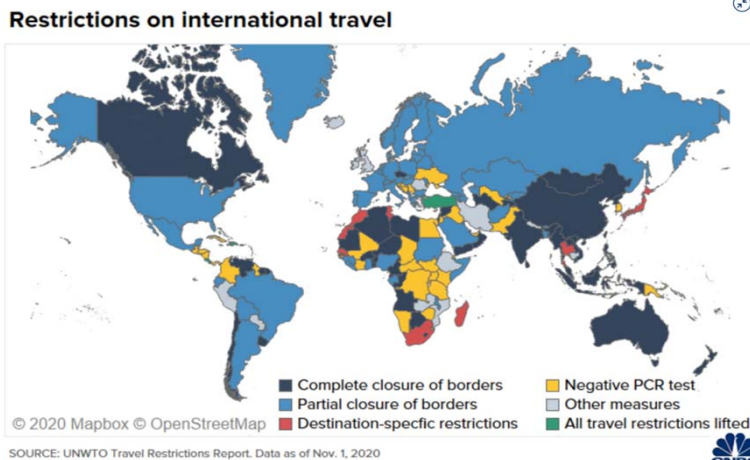 Restrictions on international travel
Complete closure of borders
Partial closure of borders
Destination-specfic restrictions
Negative PCR test
Other measures
All travel restrictions lifted
© 2020 Mapbox © OpenStreetMap
SOURCE: UNWTO Travel Restrictions Report. Data as of Nov. 1, 2020